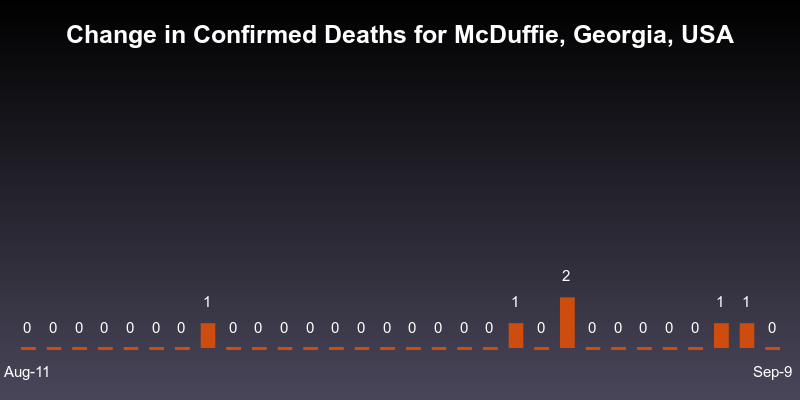 Change in Confirmed Deaths for McDuffie, Georgia, USA
2
1 1 1 1
0 0 0 0 0 0 0 0 0 0 0 0 0 0 0 0 0 0 0 0 0 0 0 0 0
Aug-11 Sep-9